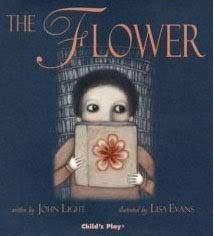 THE FLOWER
written by JOHN LIGHT illustrated by LISA EVANS
Child's Play®